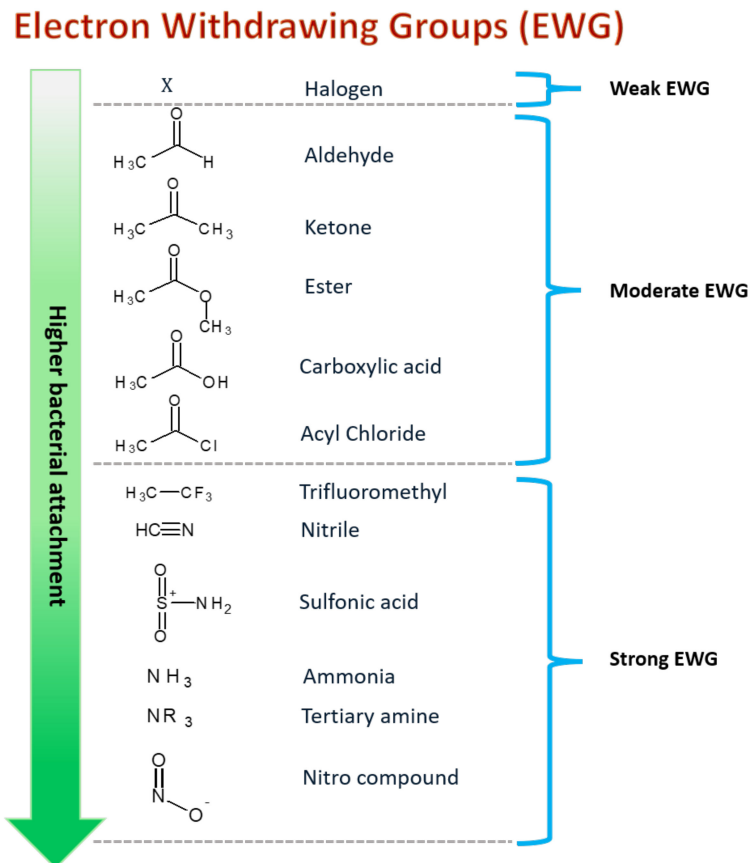 Electron Withdrawing Groups (EWG)
X Halogen Weak EWG
O
H3C H Aldehyde
O
H3C CH3 Ketone
O
H3C O Ester
CH3
Moderate EWG
O
H3C OH Carboxylic acid
O
H3C Cl Acyl Chloride
Higher bacterial attachment
H3C—CF3 Trifluoromethyl
HC≡N Nitrile
O
S+—NH2 Sulfonic acid
O
Strong EWG
NH3 Ammonia
NR3 Tertiary amine
O
N O- Nitro compound